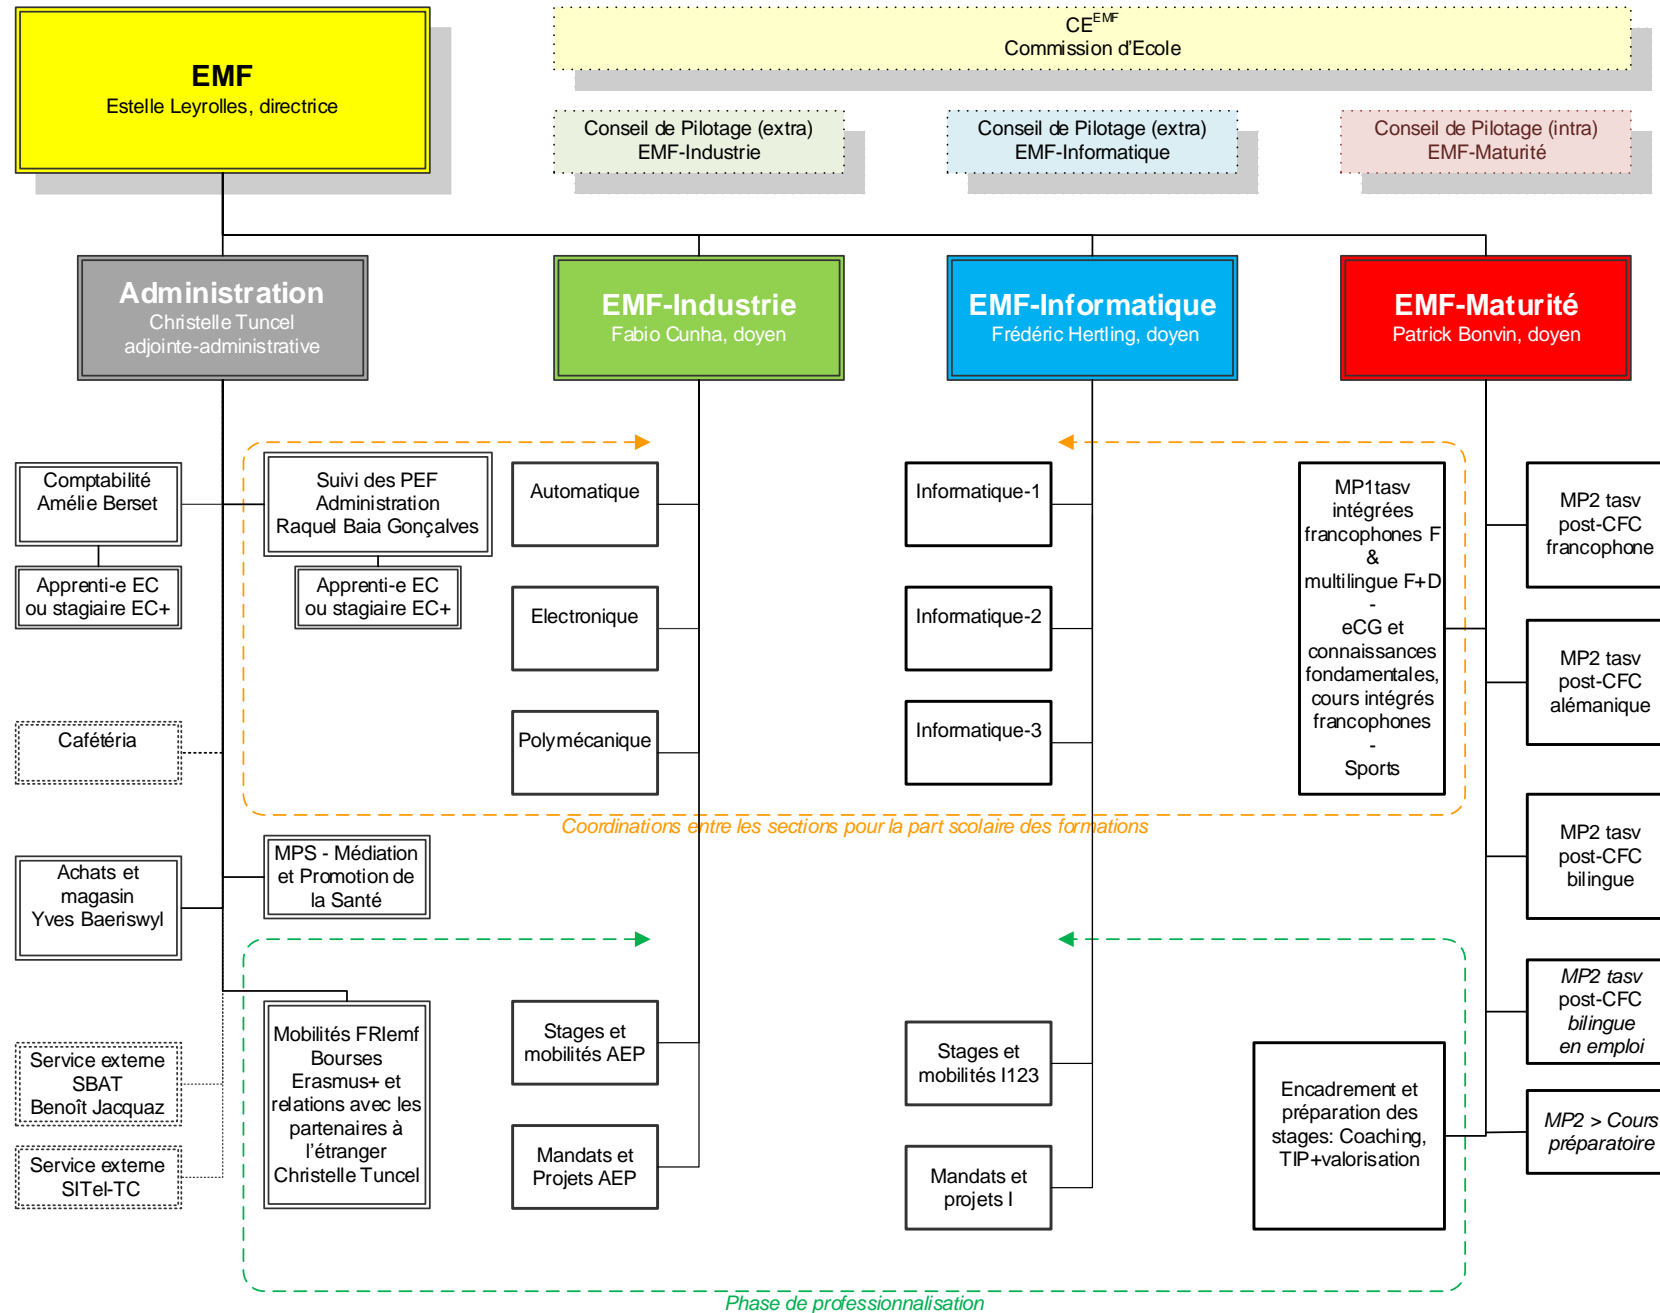 EMF
Estelle Leyrolles, directrice
CE^EMF
Commission d'Ecole
Conseil de Pilotage (extra)
EMF-Industrie
Conseil de Pilotage (extra)
EMF-Informatique
Conseil de Pilotage (intra)
EMF-Maturité
Administration
Christelle Tuncel
adjointe-administrative
EMF-Industrie
Fabio Cunha, doyen
EMF-Informatique
Frédéric Hertling, doyen
EMF-Maturité
Patrick Bonvin, doyen
Comptabilité
Amélie Berset
Apprenti-e EC
ou stagiaire EC+
Suivi des PEF
Administration
Raquel Baia Gonçalves
Apprenti-e EC
ou stagiaire EC+
Cafétéria
Achats et
magasin
Yves Baeriswyl
MPS - Médiation
et Promotion de
la Santé
Service externe
SBAT
Benoît Jacquaz
Service externe
SITel-TC
Mobilités FRIemf
Bourses
Erasmus+ et
relations avec les
partenaires à
l'étranger
Christelle Tuncel
Automatique
Electronique
Polymécanique
Stages et
mobilités AEP
Mandats et
Projets AEP
Informatique-1
Informatique-2
Informatique-3
Stages et
mobilités I123
Mandats et
projets I
MP1tasv
intégrées
francophones F
&
multilingue F+D
-
eCG et
connaissances
fondamentales,
cours intégrés
francophones
-
Sports
Encadrement et
préparation des
stages: Coaching,
TIP+valorisation
MP2 tasv
post-CFC
francophone
MP2 tasv
post-CFC
alémanique
MP2 tasv
post-CFC
bilingue
MP2 tasv
post-CFC
bilingue
en emploi
MP2 > Cours
préparatoire
Coordinations entre les sections pour la part scolaire des formations
Phase de professionnalisation